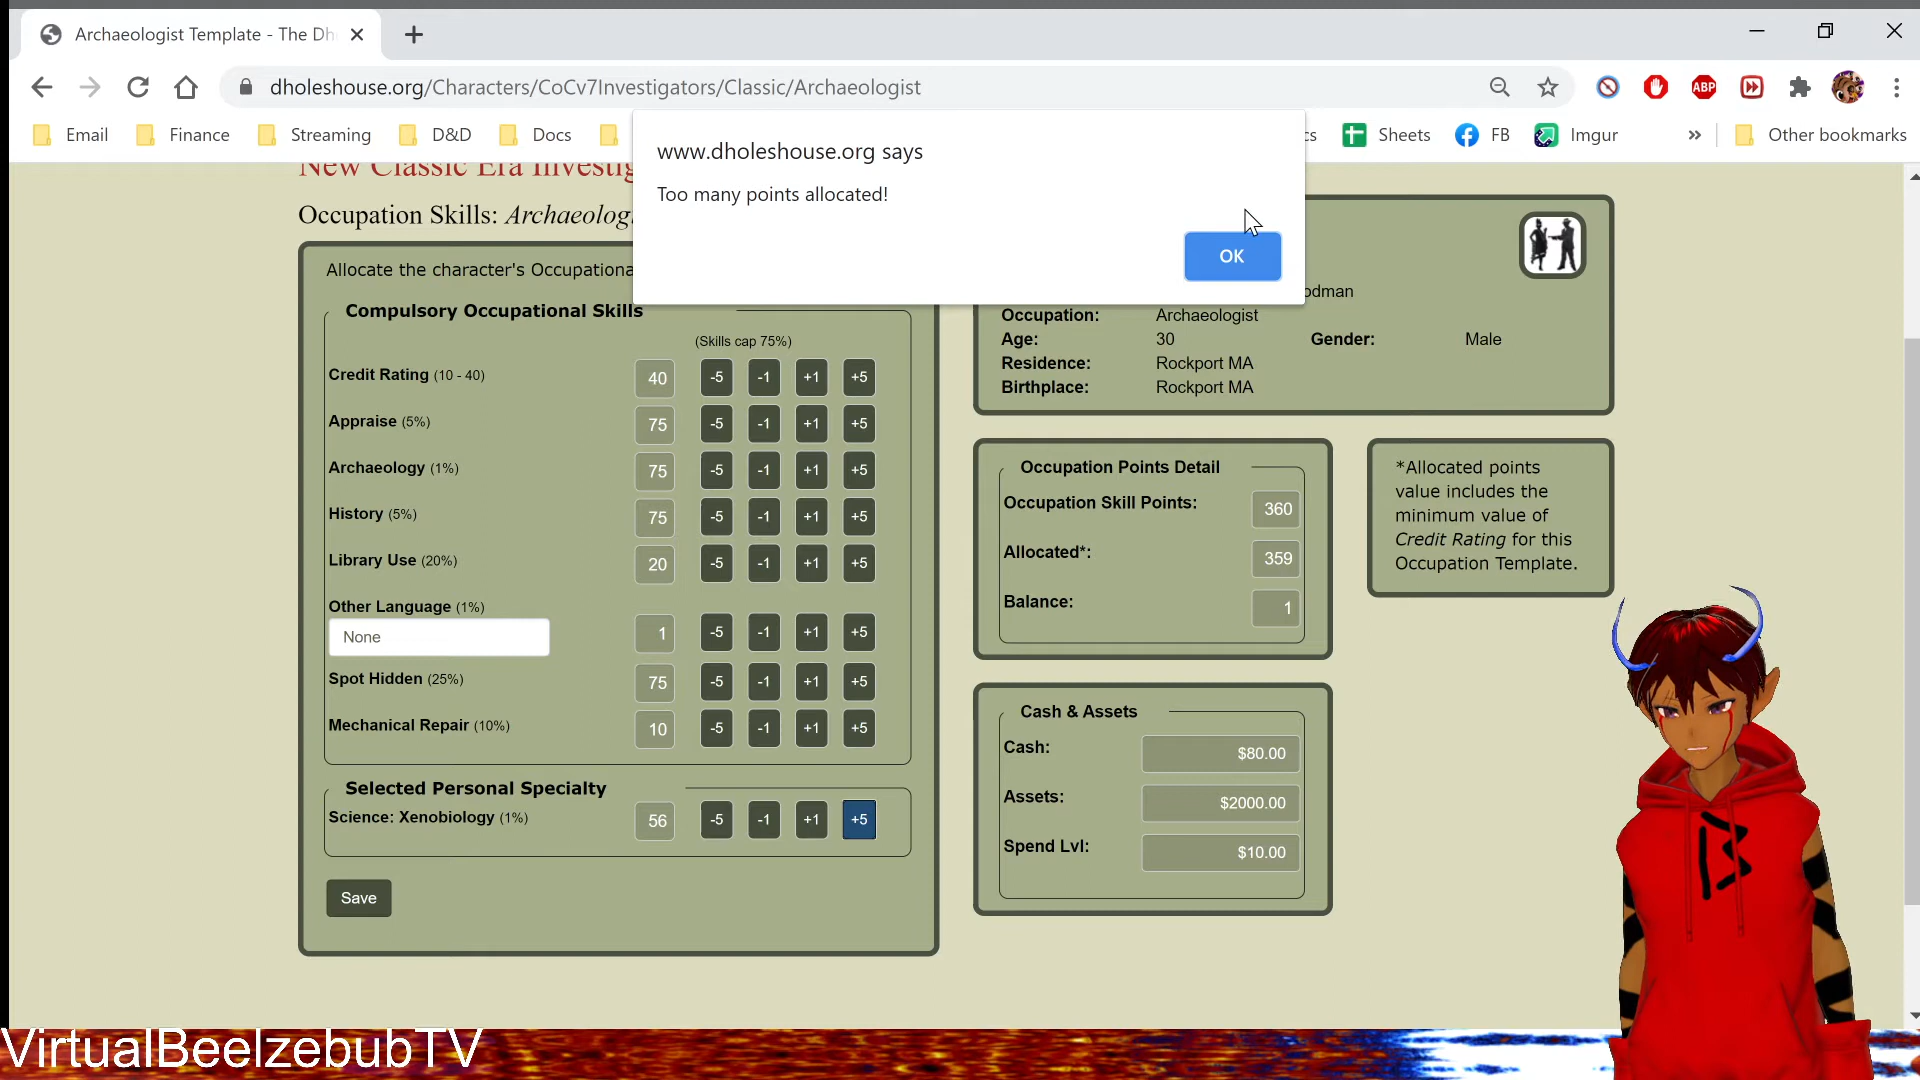 Archaeologist Template - The Dh
dholeshouse.org/Characters/CoCv7Investigators/Classic/Archaeologist
ABP
Email
Finance
Streaming
D&D
Docs
cs
Sheets
FB
Imgur
»
Other bookmarks
www.dholeshouse.org says
Too many points allocated!
OK
New Classic Era Investig
Occupation Skills: Archaeolog
Allocate the character's Occupationa
Compulsory Occupational Skills
(Skills cap 75%)
Credit Rating (10 - 40) 40 -5 -1 +1 +5
Appraise (5%) 75 -5 -1 +1 +5
Archaeology (1%) 75 -5 -1 +1 +5
History (5%) 75 -5 -1 +1 +5
Library Use (20%) 20 -5 -1 +1 +5
Other Language (1%)
None 1 -5 -1 +1 +5
Spot Hidden (25%) 75 -5 -1 +1 +5
Mechanical Repair (10%) 10 -5 -1 +1 +5
Selected Personal Specialty
Science: Xenobiology (1%) 56 -5 -1 +1 +5
Save
odman
Occupation: Archaeologist
Age: 30 Gender: Male
Residence: Rockport MA
Birthplace: Rockport MA
Occupation Points Detail
Occupation Skill Points: 360
Allocated*: 359
Balance: 1
*Allocated points
value includes the
minimum value of
Credit Rating for this
Occupation Template.
Cash & Assets
Cash: $80.00
Assets: $2000.00
Spend Lvl: $10.00
B
VirtualBeelzebubTV